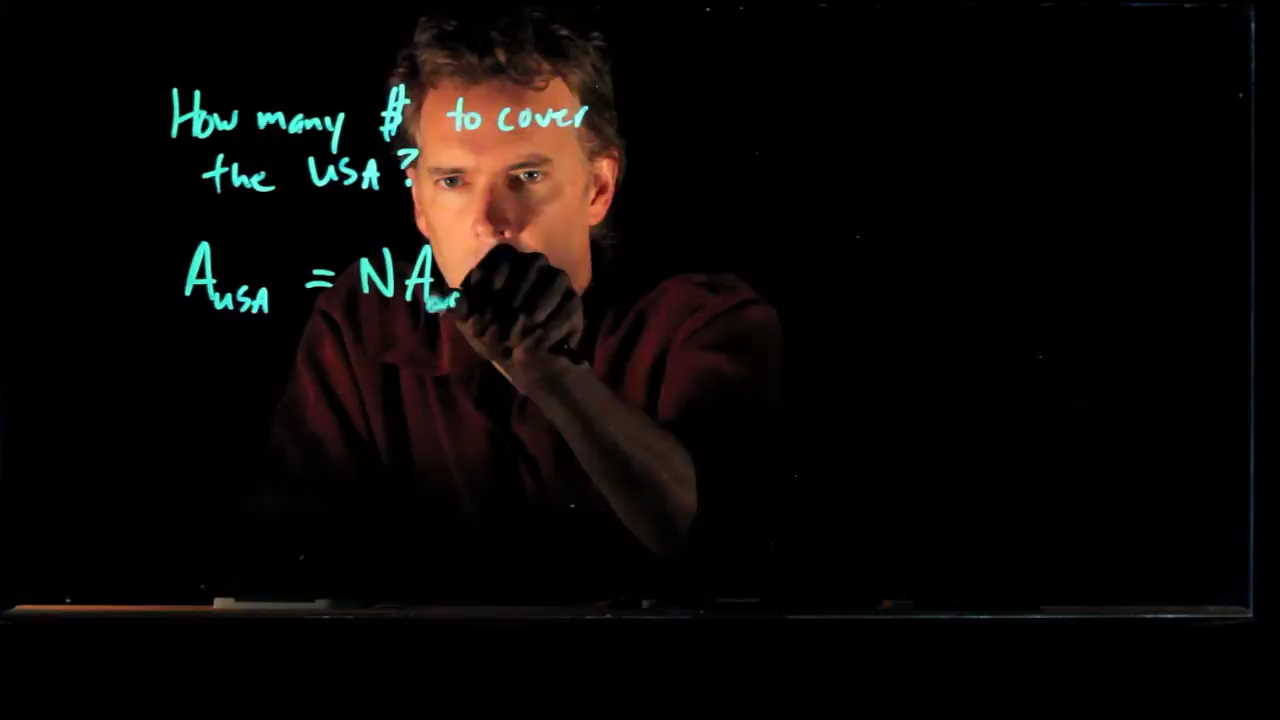 How many $ to cover
the USA?
A_USA = NA